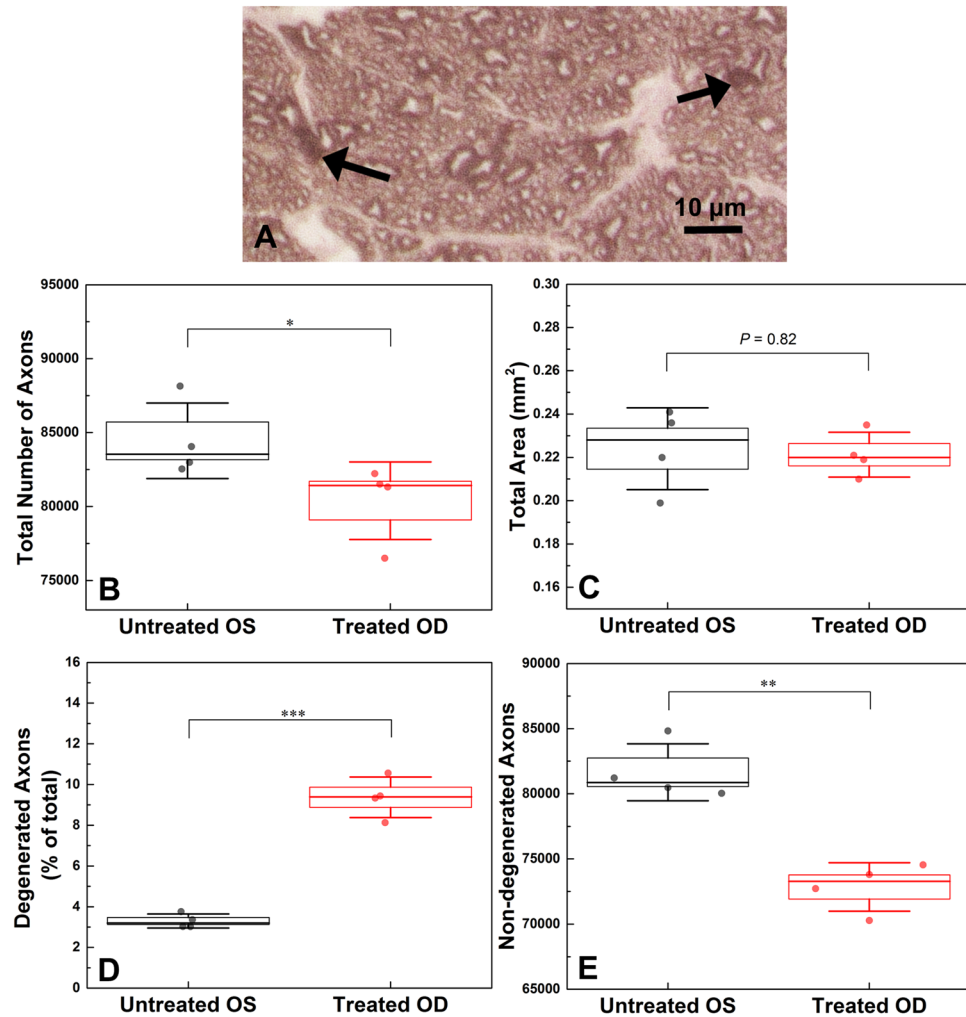 A
10 µm
95000
90000
85000
80000
75000
Total Number of Axons
*
B
Untreated OS
Treated OD
0.30
0.28
0.26
0.24
0.22
0.20
0.18
0.16
Total Area (mm²)
P = 0.82
C
Untreated OS
Treated OD
16
14
12
10
8
6
4
2
0
Degenerated Axons
(% of total)
***
D
Untreated OS
Treated OD
90000
85000
80000
75000
70000
65000
Non-degenerated Axons
**
E
Untreated OS
Treated OD